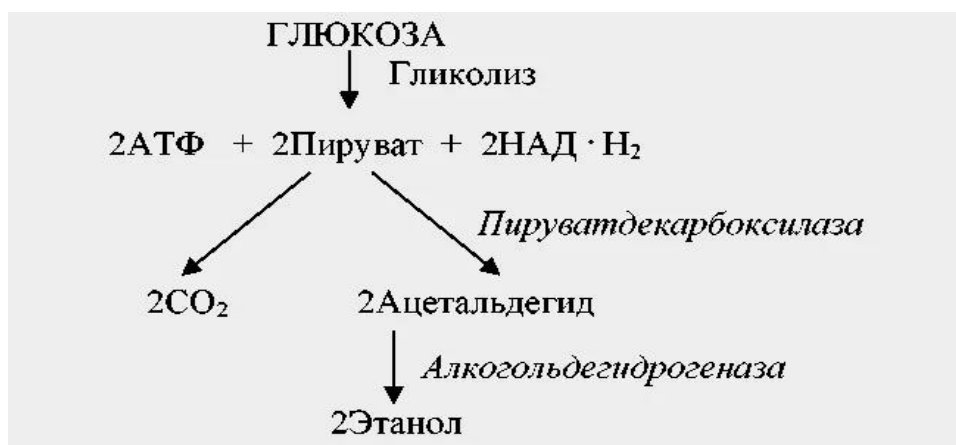 ГЛЮКОЗА
Гликолиз
2АТФ + 2Пируват + 2НАД · H₂
Пируватдекарбоксилаза
2CO₂ 2Ацетальдегид
Алкогольдегидрогеназа
2Этанол